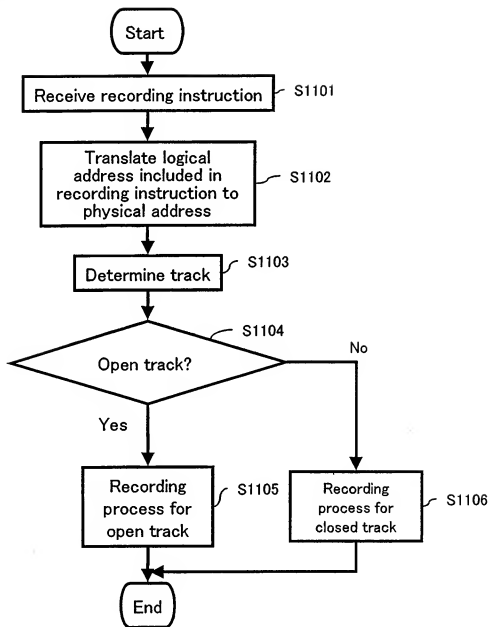 Start
Receive recording instruction
S1101
Translate logical
address included in
recording instruction to
physical address
S1102
Determine track
S1103
S1104
Open track?
No
Yes
Recording
process for
open track
S1105
Recording
process for
closed track
S1106
End